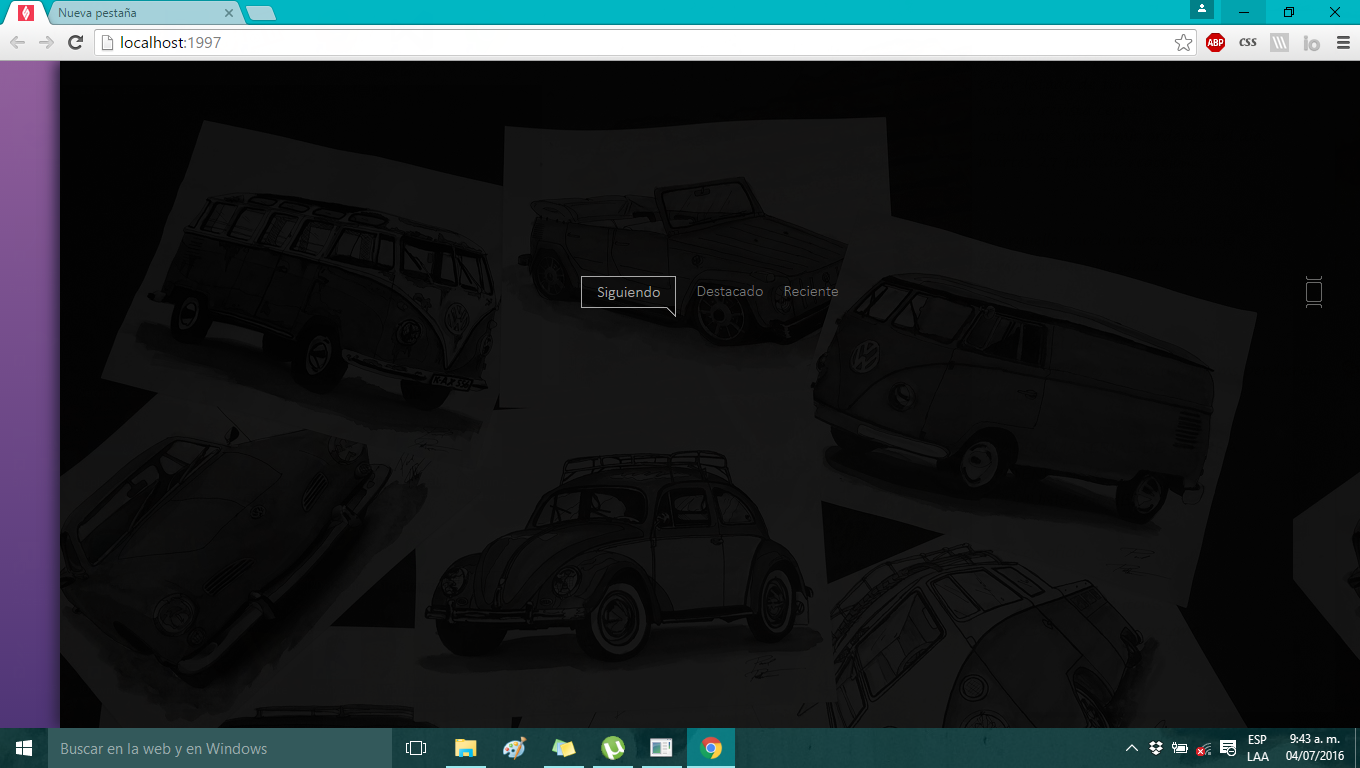 Nueva pestaña
localhost:1997
ABP
css
io
Siguiendo
Destacado
Reciente
Buscar en la web y en Windows
ESP
LAA
9:43 a. m.
04/07/2016